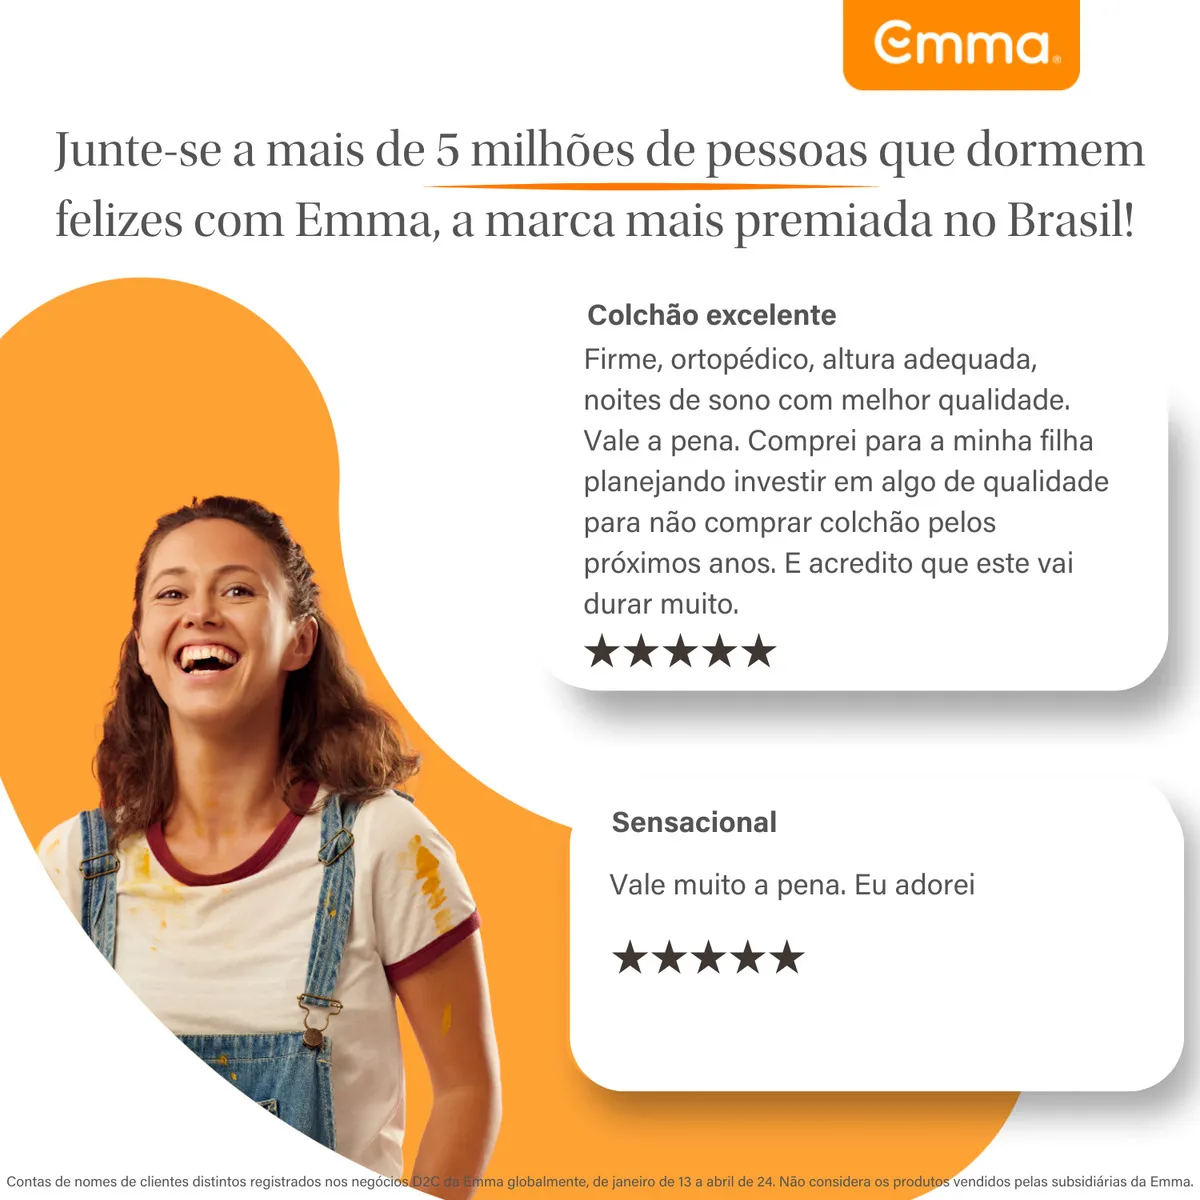 Emma®
Junte-se a mais de 5 milhões de pessoas que dormem
felizes com Emma, a marca mais premiada no Brasil!
Colchão excelente
Firme, ortopédico, altura adequada,
noites de sono com melhor qualidade.
Vale a pena. Comprei para a minha filha
planejando investir em algo de qualidade
para não comprar colchão pelos
próximos anos. E acredito que este vai
durar muito.
★★★★★
Sensacional
Vale muito a pena. Eu adorei
★★★★★
Contas de nomes de clientes distintos registrados nos negócios D2C da Emma globalmente, de janeiro de 13 a abril de 24. Não considera os produtos vendidos pelas subsidiárias da Emma.